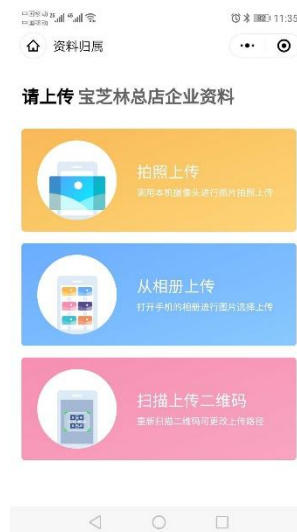 11:35
资料归属
请上传 宝芝林总店企业资料
拍照上传
调用本机摄像头进行图片拍照上传
从相册上传
打开手机的相册进行图片选择上传
扫描上传二维码
重新扫描二维码可更改上传路径